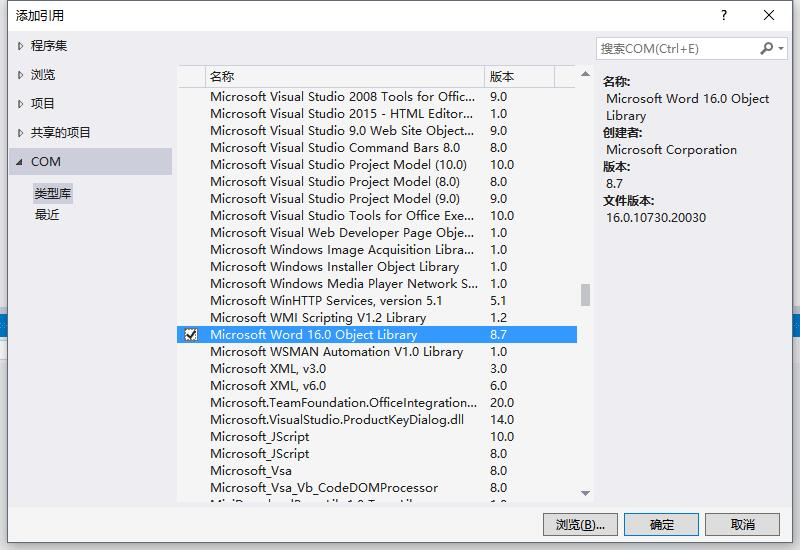 添加引用
?
程序集
浏览
项目
共享的项目
COM
类型库
最近
名称 版本
Microsoft Visual Studio 2008 Tools for Offic... 9.0
Microsoft Visual Studio 2015 - HTML Editor... 1.0
Microsoft Visual Studio 9.0 Web Site Object... 9.0
Microsoft Visual Studio Command Bars 8.0 8.0
Microsoft Visual Studio Project Model (10.0) 10.0
Microsoft Visual Studio Project Model (8.0) 8.0
Microsoft Visual Studio Project Model (9.0) 9.0
Microsoft Visual Studio Tools for Office Exe... 10.0
Microsoft Visual Web Developer Page Obje... 1.0
Microsoft Windows Image Acquisition Libra... 1.0
Microsoft Windows Installer Object Library 1.0
Microsoft Windows Media Player Network S... 1.0
Microsoft WinHTTP Services, version 5.1 5.1
Microsoft WMI Scripting V1.2 Library 1.2
Microsoft Word 16.0 Object Library 8.7
Microsoft WSMAN Automation V1.0 Library 1.0
Microsoft XML, v3.0 3.0
Microsoft XML, v6.0 6.0
Microsoft.TeamFoundation.OfficeIntegration... 20.0
Microsoft.VisualStudio.ProductKeyDialog.dll 14.0
Microsoft_JScript 10.0
Microsoft_JScript 8.0
Microsoft_Vsa 8.0
Microsoft_Vsa_Vb_CodeDOMProcessor 8.0
搜索COM(Ctrl+E)
名称:
Microsoft Word 16.0 Object
Library
创建者:
Microsoft Corporation
版本:
8.7
文件版本:
16.0.10730.20030
浏览(B)... 确定 取消